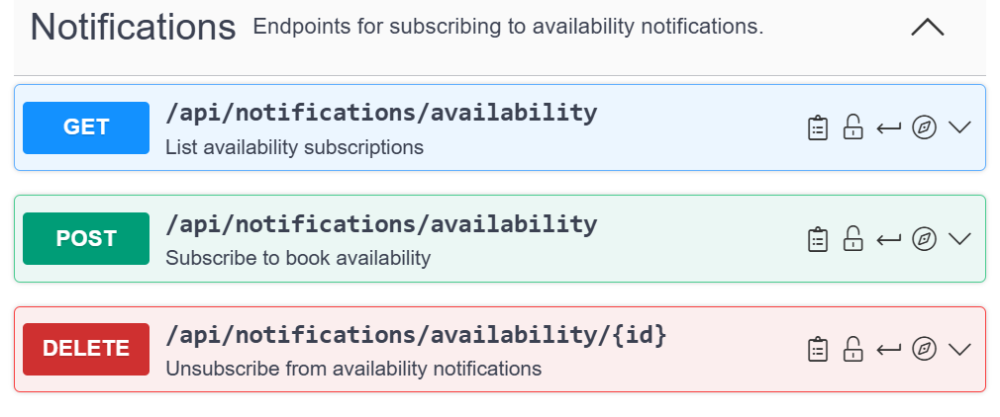 Notifications Endpoints for subscribing to availability notifications.
GET /api/notifications/availability
List availability subscriptions
POST /api/notifications/availability
Subscribe to book availability
DELETE /api/notifications/availability/{id}
Unsubscribe from availability notifications